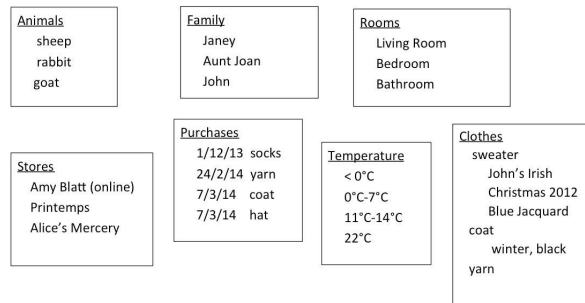 Animals
sheep
rabbit
goat
Family
Janey
Aunt Joan
John
Rooms
Living Room
Bedroom
Bathroom
Stores
Amy Blatt (online)
Printemps
Alice's Mercery
Purchases
1/12/13 socks
24/2/14 yarn
7/3/14 coat
7/3/14 hat
Temperature
< 0°C
0°C-7°C
11°C-14°C
22°C
Clothes
sweater
John's Irish
Christmas 2012
Blue Jacquard
coat
winter, black
yarn